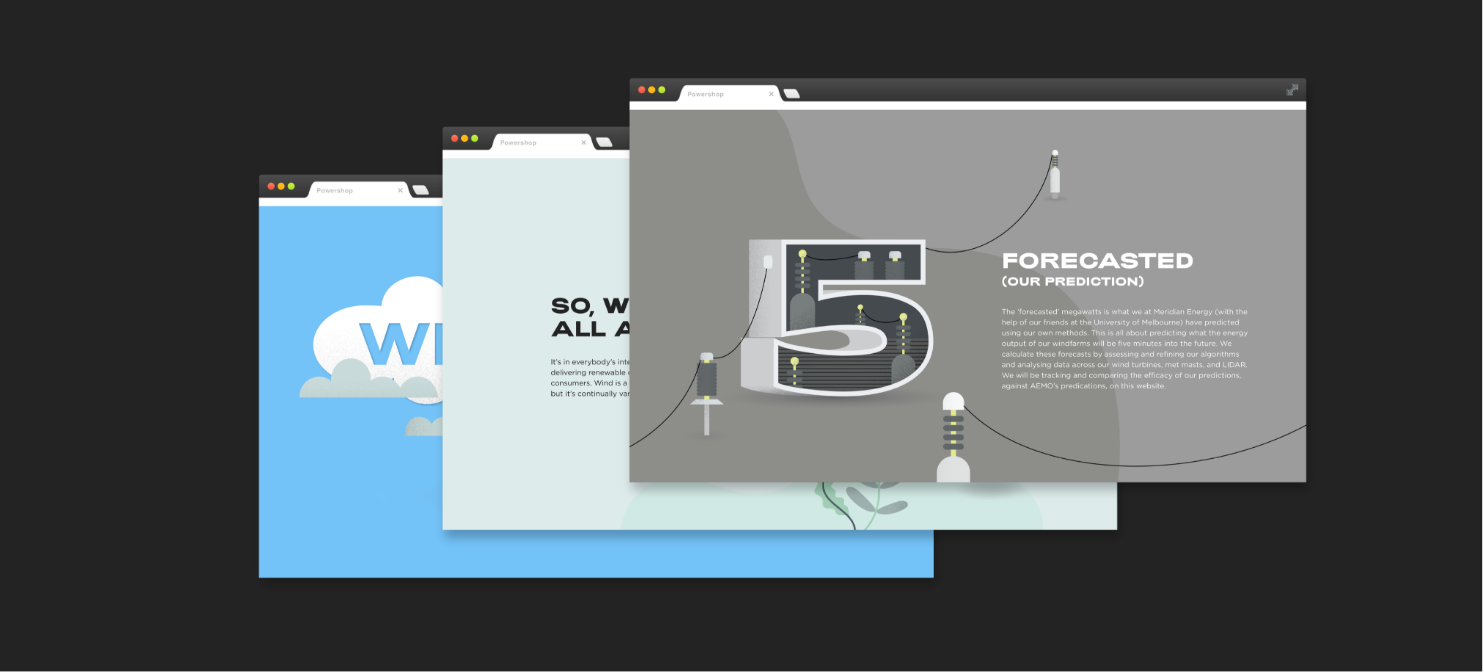 Powershop
WI
Powershop
SO, W
ALL A
It's in everybody's inte
delivering renewable
consumers. Wind is a
but it's continually var
Powershop
5
FORECASTED
(OUR PREDICTION)
The 'forecasted' megawatts is what we at Meridian Energy (with the
help of our friends at the University of Melbourne) have predicted
using our own methods. This is all about predicting what the energy
output of our windfarms will be five minutes into the future. We
calculate these forecasts by assessing and refining our algorithms
and analysing data across our wind turbines, met masts, and LIDAR.
We will be tracking and comparing the efficacy of our predictions,
against AEMO's predications, on this website.